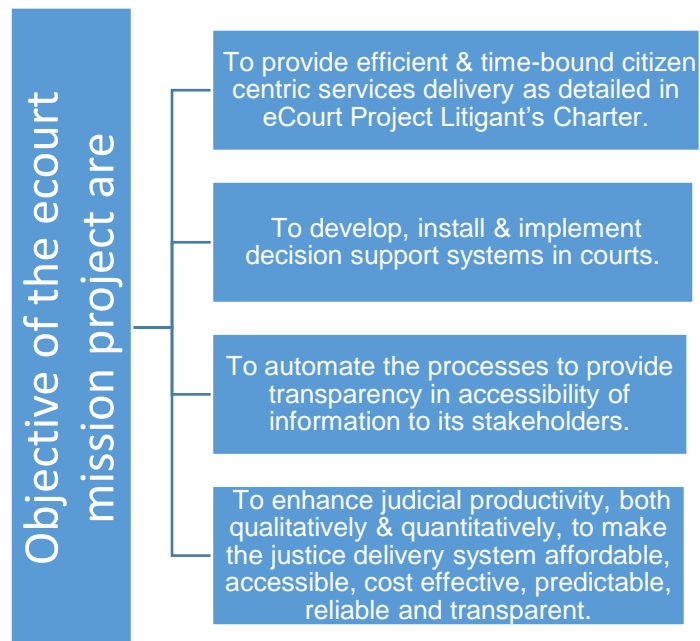 Objective of the ecourt
mission project are
To provide efficient & time-bound citizen
centric services delivery as detailed in
eCourt Project Litigant's Charter.
To develop, install & implement
decision support systems in courts.
To automate the processes to provide
transparency in accessibility of
information to its stakeholders.
To enhance judicial productivity, both
qualitatively & quantitatively, to make
the justice delivery system affordable,
accessible, cost effective, predictable,
reliable and transparent.